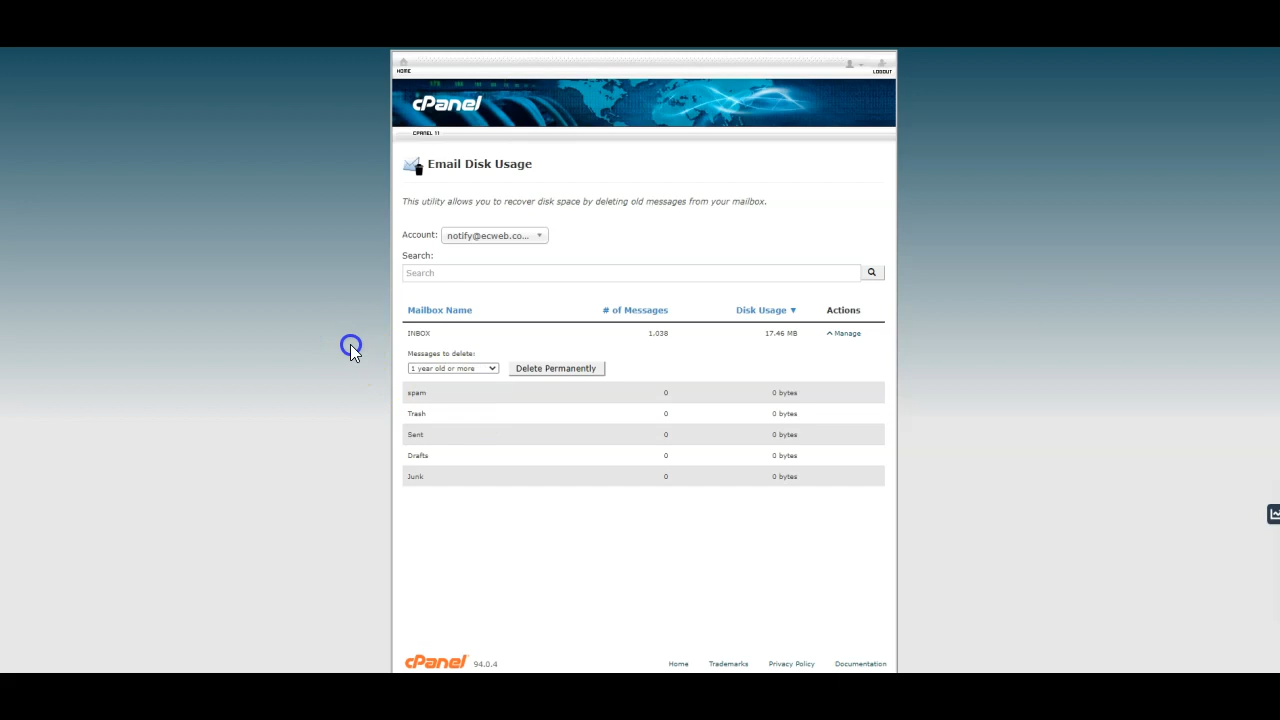 HOME
LOGOUT
cPanel
CPANEL 11
Email Disk Usage
This utility allows you to recover disk space by deleting old messages from your mailbox.
Account: notify@ecweb.co...
Search:
Search
Mailbox Name # of Messages Disk Usage ▼ Actions
INBOX 1.038 17.46 MB Manage
Messages to delete:
1 year old or more Delete Permanently
spam 0 0 bytes
Trash 0 0 bytes
Sent 0 0 bytes
Drafts 0 0 bytes
Junk 0 0 bytes
cPanel 94.0.4 Home Trademarks Privacy Policy Documentation